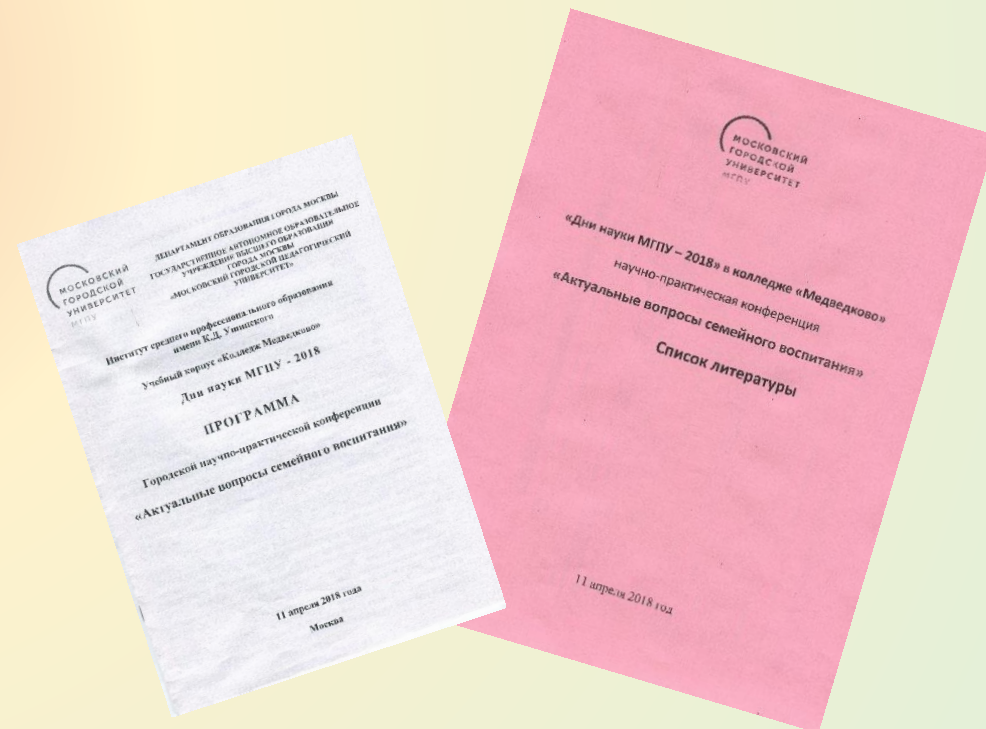 МОСКОВСКИЙ
ГОРОДСКОЙ
УНИВЕРСИТЕТ
МГПУ
ДЕПАРТАМЕНТ ОБРАЗОВАНИЯ ГОРОДА МОСКВЫ
ГОСУДАРСТВЕННОЕ АВТОНОМНОЕ ОБРАЗОВАТЕЛЬНОЕ
УЧРЕЖДЕНИЕ ВЫСШЕГО ОБРАЗОВАНИЯ
ГОРОДА МОСКВЫ
«МОСКОВСКИЙ ГОРОДСКОЙ ПЕДАГОГИЧЕСКИЙ
УНИВЕРСИТЕТ»
Институт среднего профессионального образования
имени К.Д. Ушинского
Учебный корпус «Колледж Медведково»
Дни науки МГПУ - 2018
ПРОГРАММА
Городской научно-практической конференции
«Актуальные вопросы семейного воспитания»
11 апреля 2018 года
Москва
МОСКОВСКИЙ
ГОРОДСКОЙ
УНИВЕРСИТЕТ
МГПУ
«Дни науки МГПУ – 2018» в колледже «Медведково»
научно-практическая конференция
«Актуальные вопросы семейного воспитания»
Список литературы
11 апреля 2018 год